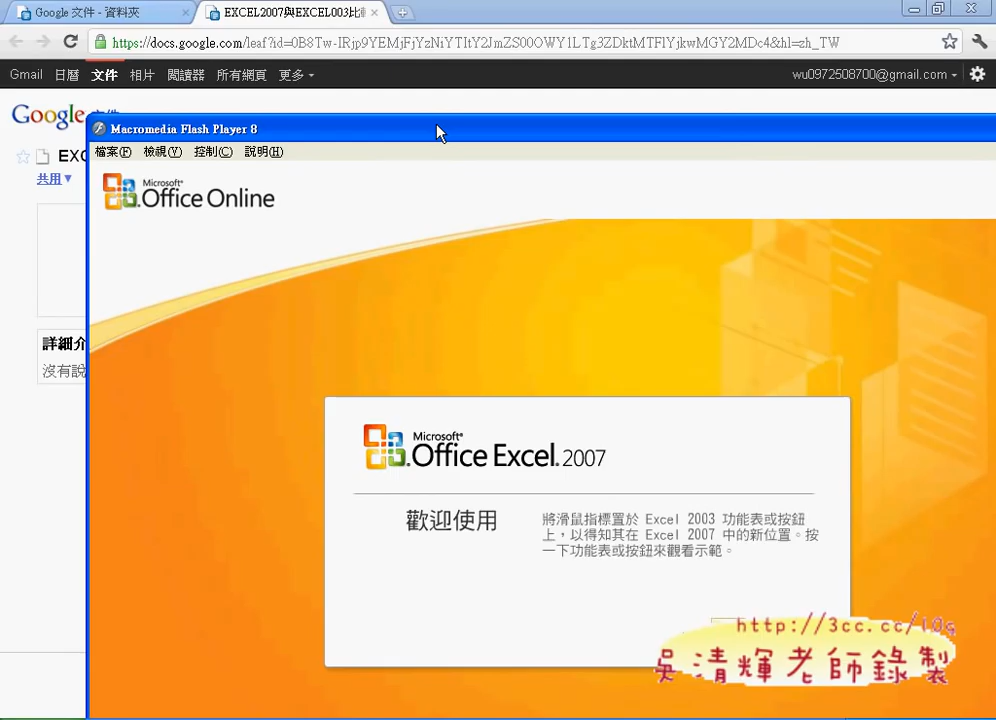 Google 文件 - 資料夾
EXCEL2007與EXCEL003比
https://docs.google.com/leaf?id=0B8Tw-IRjp9YEMjFjYzNiYTItY2JmZS00OWY1LTg3ZDktMTFlYjkwMGY2MDc4&hl=zh_TW
Gmail 日曆 文件 相片 閱讀器 所有網頁 更多
wu0972508700@gmail.com
Google 文件
Macromedia Flash Player 8
檔案(F) 檢視(V) 控制(C) 說明(H)
EXC
共用
Microsoft®
Office Online
詳細介
沒有說
Microsoft®
Office Excel 2007
歡迎使用
將滑鼠指標置於 Excel 2003 功能表或按鈕
上，以得知其在 Excel 2007 中的新位置。按
一下功能表或按鈕來觀看示範。
http://3cc.cc/i0g
吳清輝老師錄製